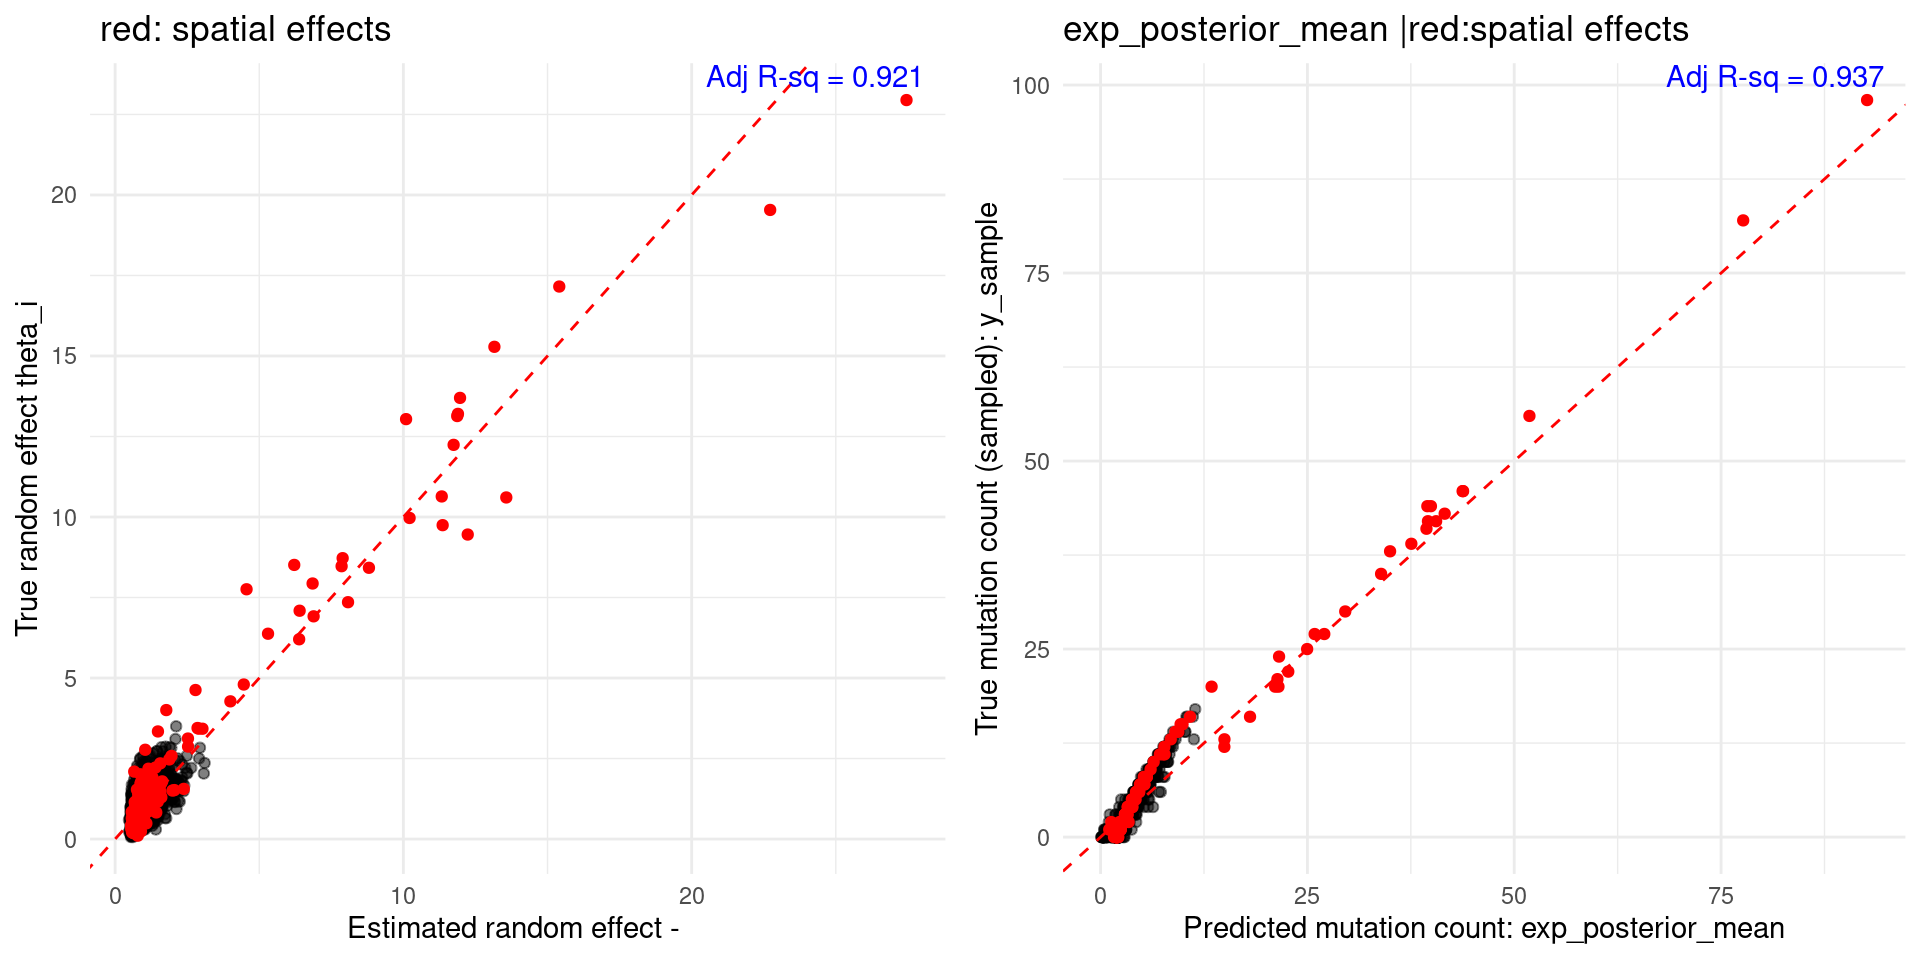 red: spatial effects
Adj R-sq = 0.921
True random effect theta_i
20
15
10
5
0
0
10
20
Estimated random effect -
exp_posterior_mean |red:spatial effects
Adj R-sq = 0.937
True mutation count (sampled): y_sample
100
75
50
25
0
0
25
50
75
Predicted mutation count: exp_posterior_mean